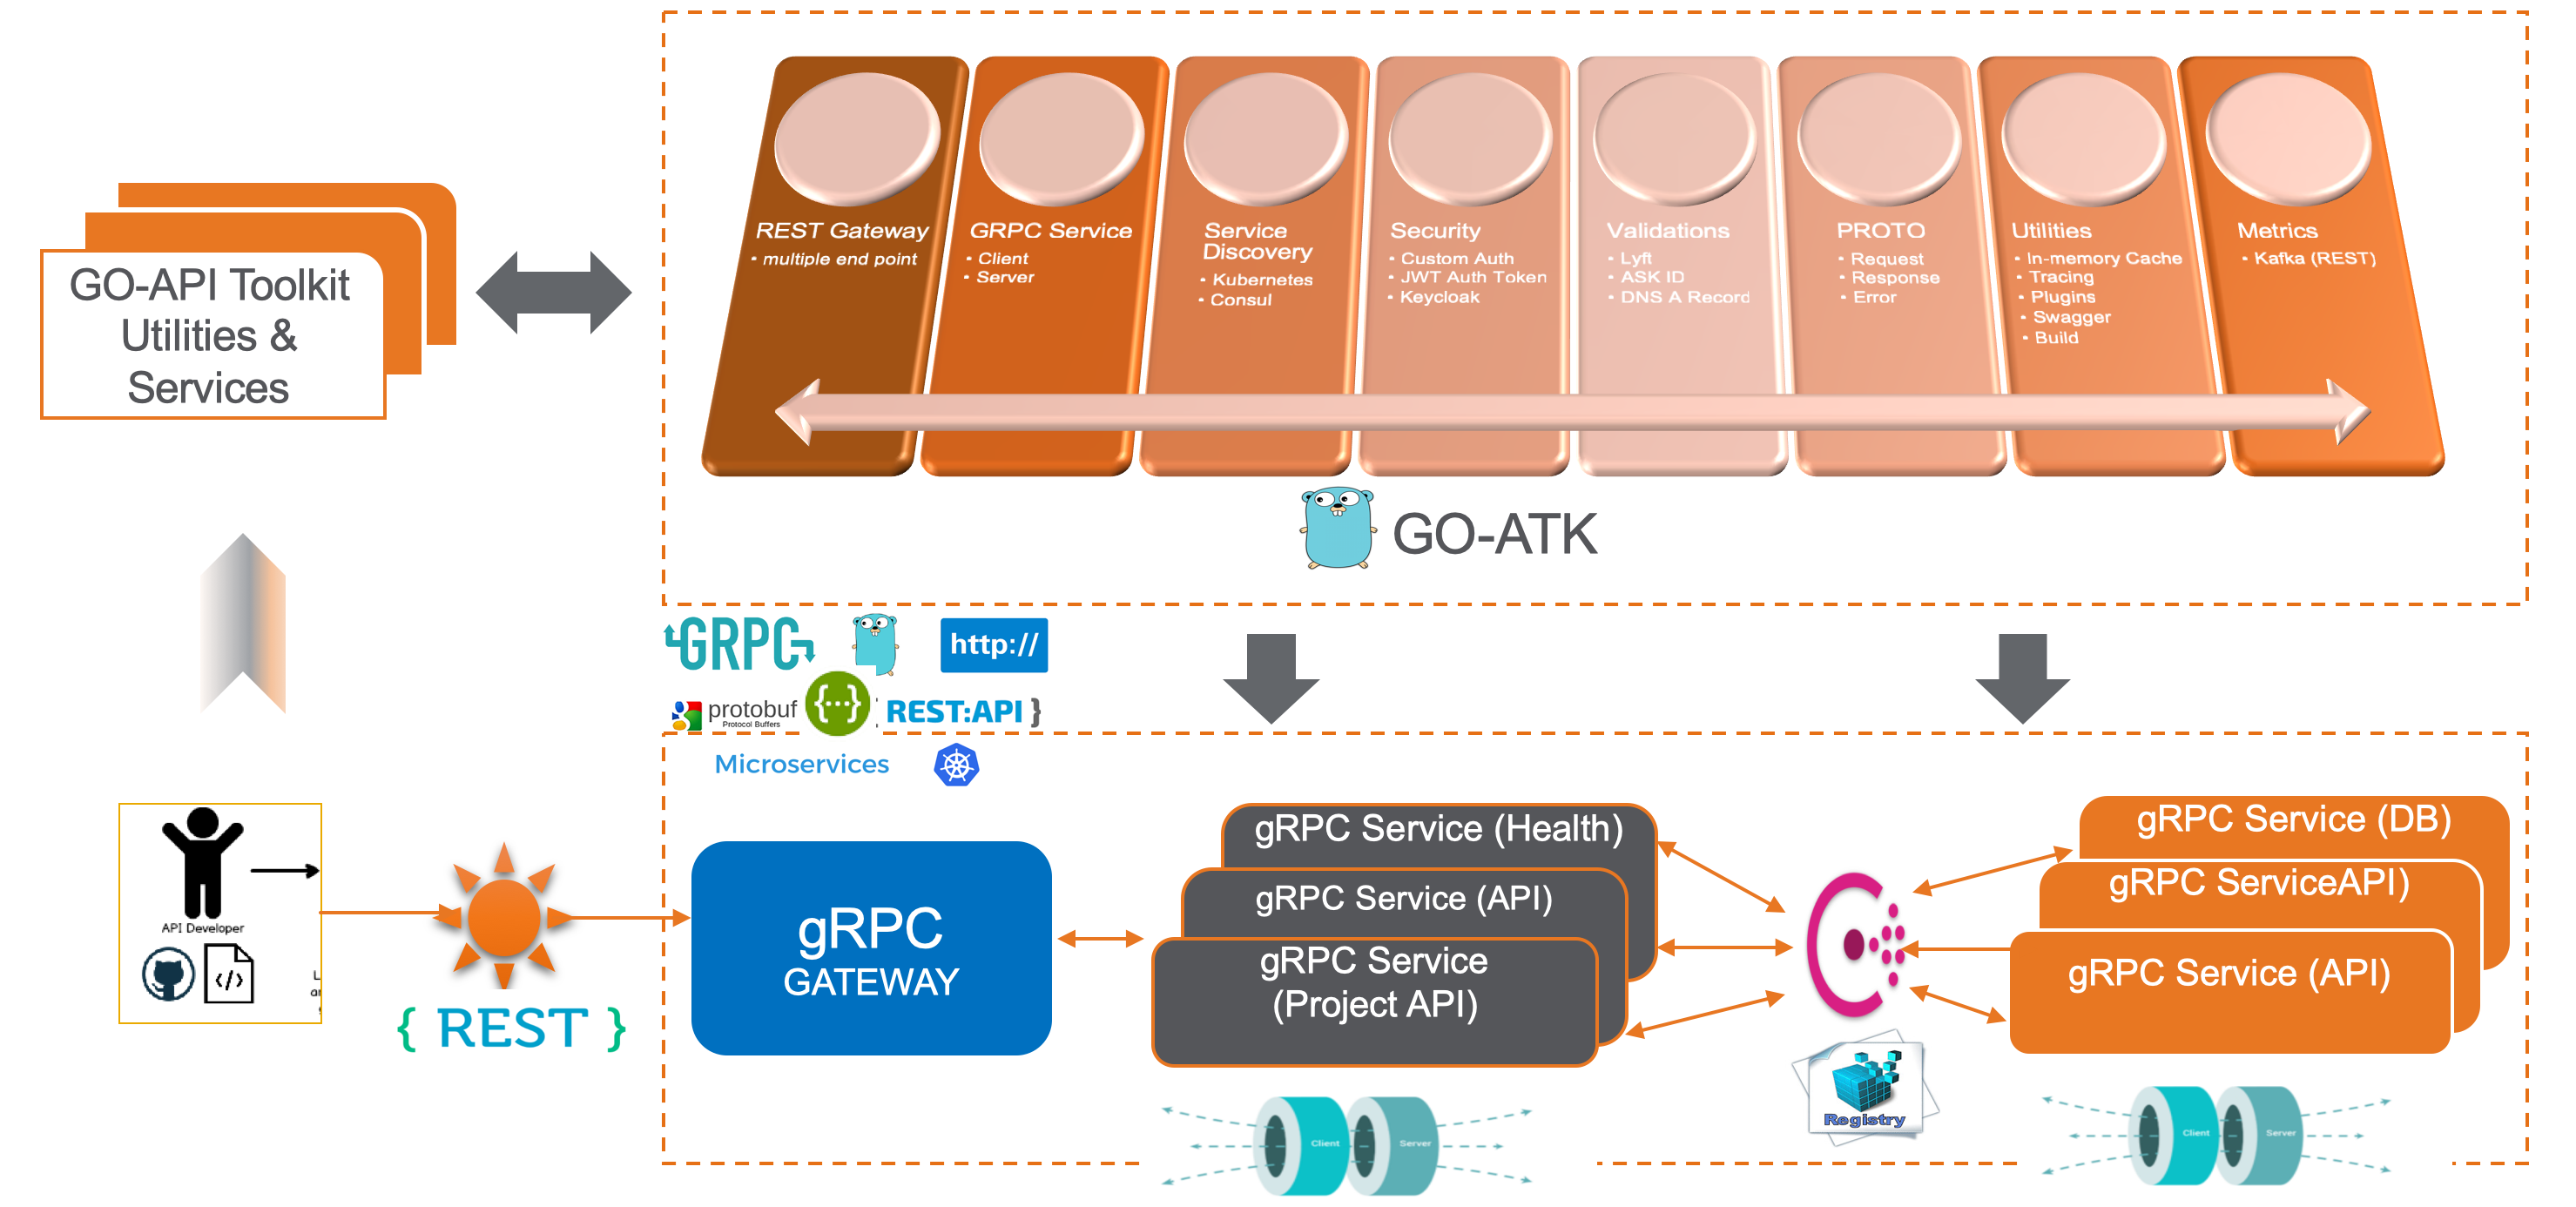 GO-API Toolkit
Utilities &
Services
REST Gateway
• multiple end point
GRPC Service
• Client
• Server
Service
Discovery
• Kubernetes
• Consul
Security
• Custom Auth
• JWT Auth Token
• Keycloak
Validations
• Lyft
• ASK ID
• DNS A Record
PROTO
• Request
• Response
• Error
Utilities
• In-memory Cache
• Tracing
• Plugins
• Swagger
• Build
Metrics
• Kafka (REST)
GO-ATK
GRPC
http://
protobuf
Protocol Buffers
{···}
REST:API }
Microservices
API Developer
</>
{ REST }
gRPC
GATEWAY
gRPC Service (Health)
gRPC Service (API)
gRPC Service
(Project API)
Registry
gRPC Service (DB)
gRPC ServiceAPI)
gRPC Service (API)
Client
Server
Client
Server